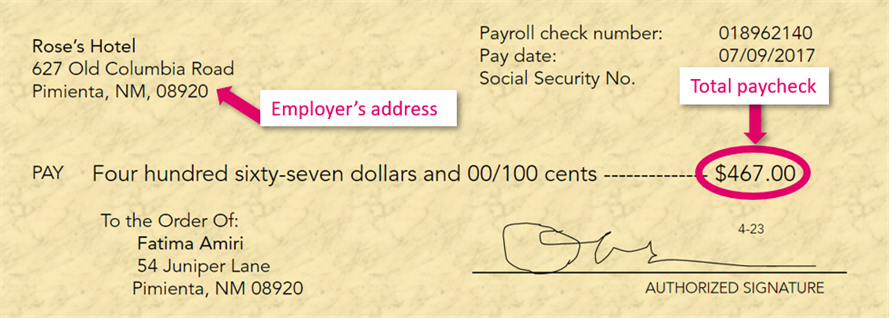 Rose's Hotel
627 Old Columbia Road
Pimienta, NM, 08920
Employer's address
Payroll check number: 018962140
Pay date: 07/09/2017
Social Security No.
Total paycheck
PAY Four hundred sixty-seven dollars and 00/100 cents -------------- $467.00
To the Order Of:
Fatima Amiri
54 Juniper Lane
Pimienta, NM 08920
4-23
AUTHORIZED SIGNATURE